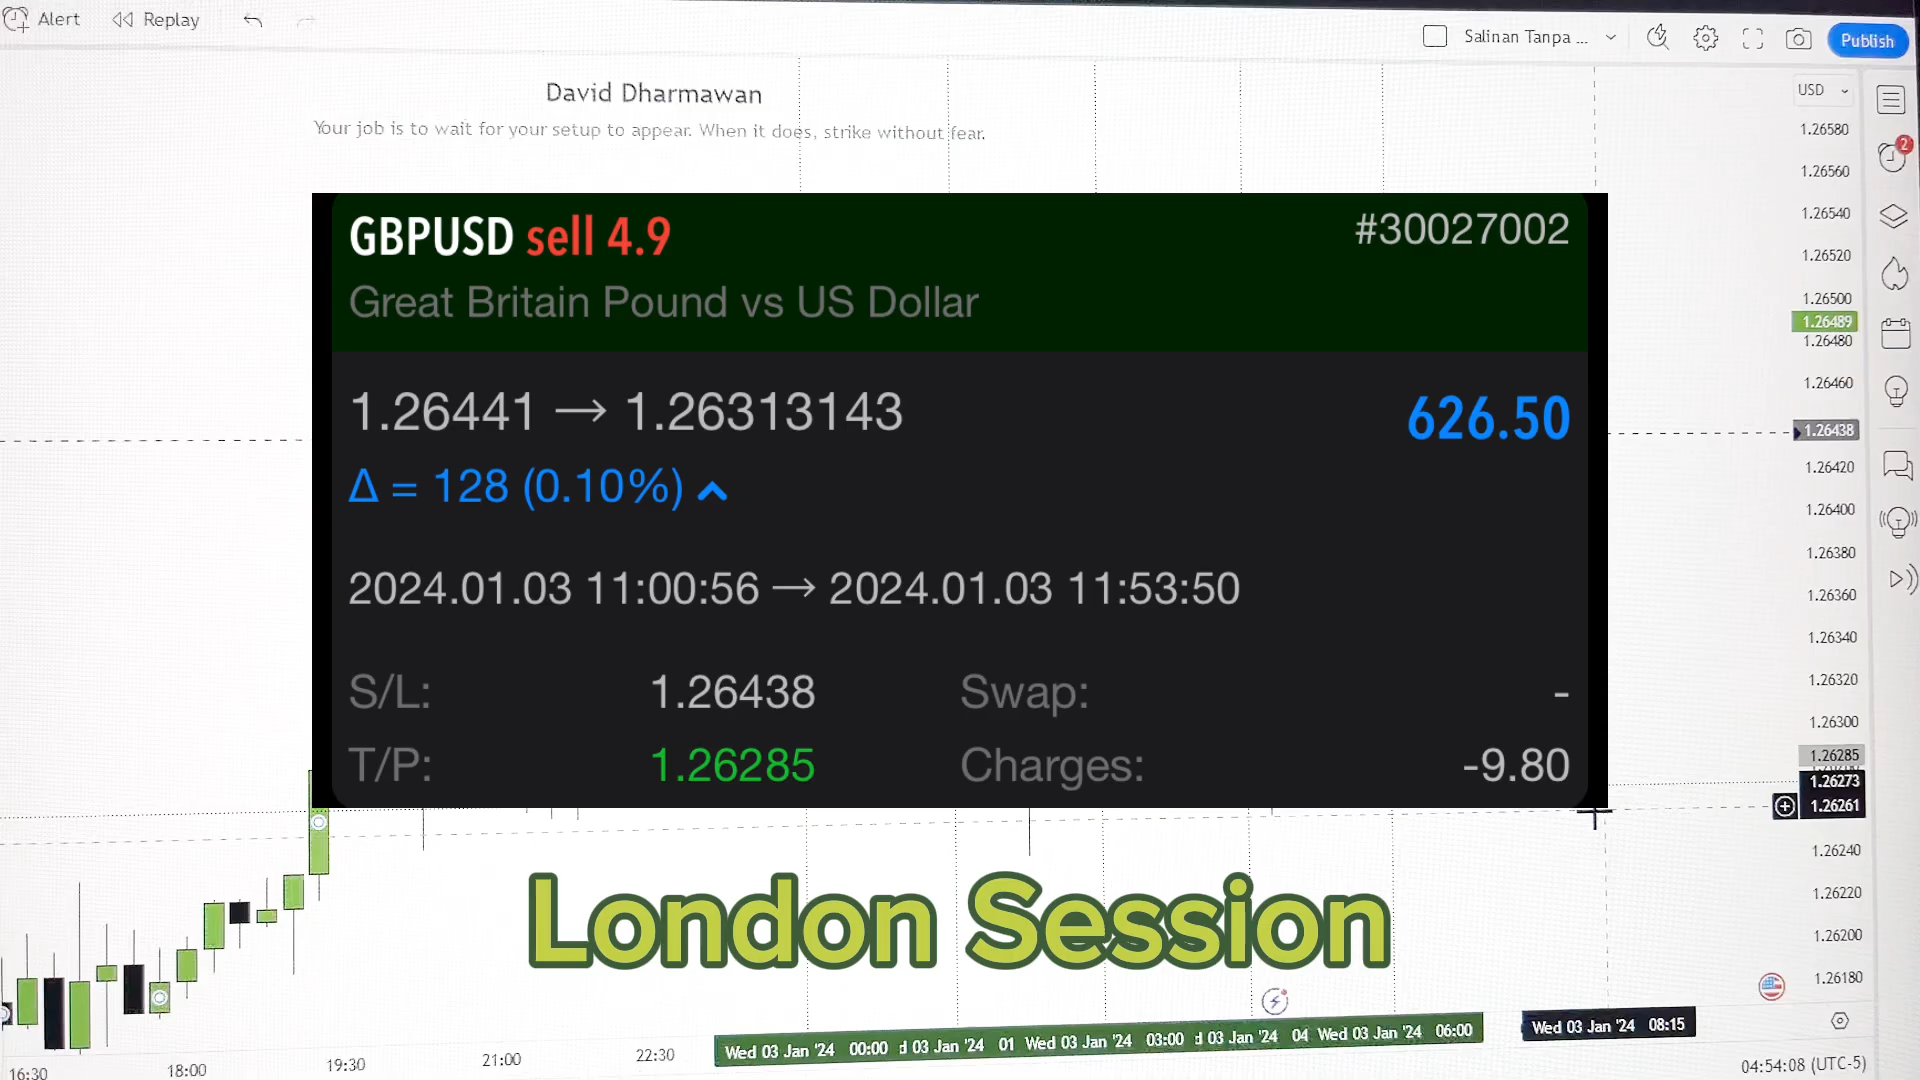 Alert
Replay
Salinan Tanpa ...
Publish
David Dharmawan
Your job is to wait for your setup to appear. When it does, strike without fear.
USD
2
1.26580
1.26560
1.26540
1.26520
1.26500
1.26489
1.26480
1.26460
1.26438
1.26420
1.26400
1.26380
1.26360
1.26340
1.26320
1.26300
1.26285
1.26273
1.26261
1.26240
1.26220
1.26200
1.26180
GBPUSD sell 4.9
#30027002
Great Britain Pound vs US Dollar
1.26441 → 1.26313143
626.50
Δ = 128 (0.10%)
2024.01.03 11:00:56 → 2024.01.03 11:53:50
S/L: 1.26438
Swap: -
T/P: 1.26285
Charges: -9.80
London Session
16:30
18:00
19:30
21:00
22:30
Wed 03 Jan '24 00:00
d 03 Jan '24 01
Wed 03 Jan '24 03:00
d 03 Jan '24 04
Wed 03 Jan '24 06:00
Wed 03 Jan '24 08:15
04:54:08 (UTC-5)